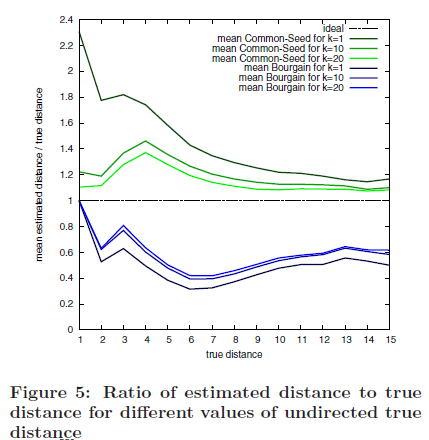 2.4
2.2
2
1.8
1.6
1.4
1.2
1
0.8
0.6
0.4
0.2
0
mean estimated distance / true distance
ideal
mean Common-Seed for k=1
mean Common-Seed for k=10
mean Common-Seed for k=20
mean Bourgain for k=1
mean Bourgain for k=10
mean Bourgain for k=20
1 2 3 4 5 6 7 8 9 10 11 12 13 14 15
true distance
Figure 5: Ratio of estimated distance to true
distance for different values of undirected true
distance